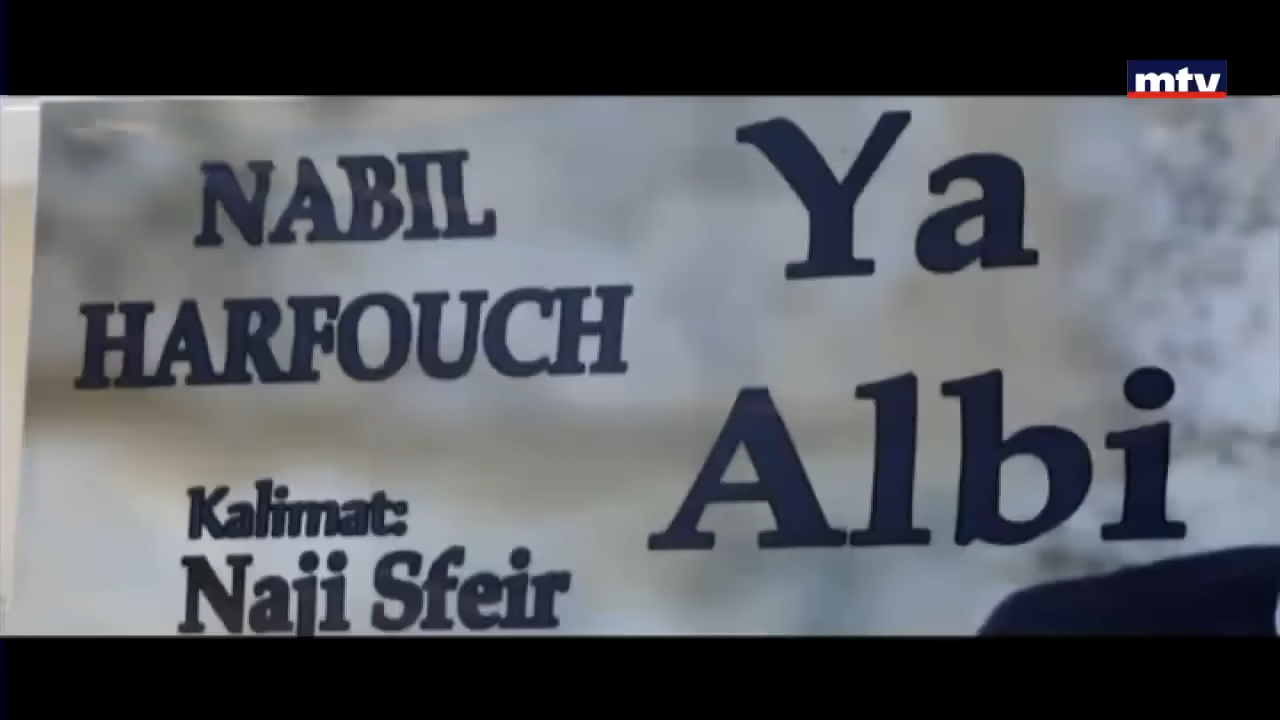 mtv
NABIL
HARFOUCH
Kalimat:
Naji Sfeir
Ya
Albi